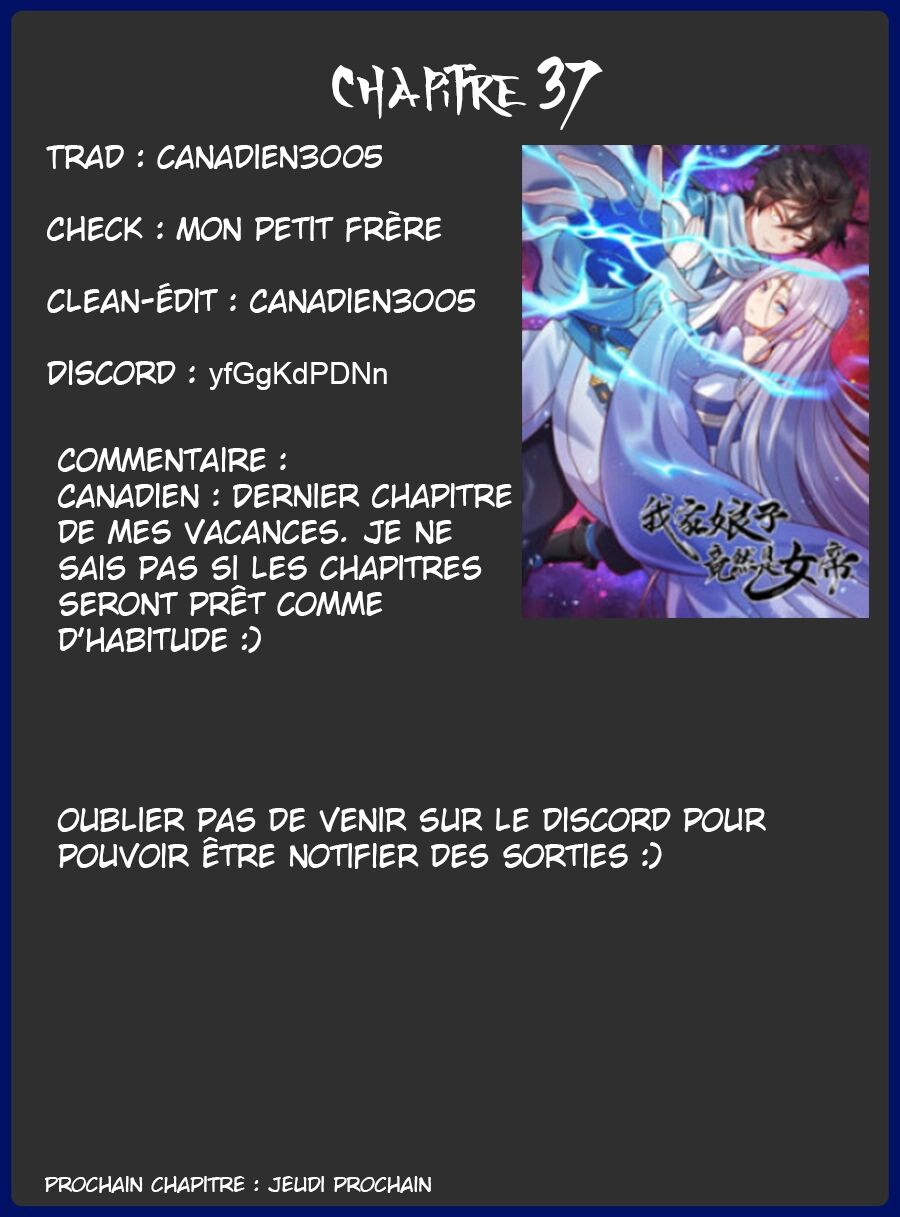 CHAPITRE 37
TRAD : CANADIEN3005
CHECK : MON PETIT FRÈRE
CLEAN-ÉDIT : CANADIEN3005
DISCORD : yfGgKdPDNn
COMMENTAIRE :
CANADIEN : DERNIER CHAPITRE
DE MES VACANCES. JE NE
SAIS PAS SI LES CHAPITRES
SERONT PRÊT COMME
D'HABITUDE :)
我家娘子
竟然是女帝
OUBLIER PAS DE VENIR SUR LE DISCORD POUR
POUVOIR ÊTRE NOTIFIER DES SORTIES :)
PROCHAIN CHAPITRE : JEUDI PROCHAIN